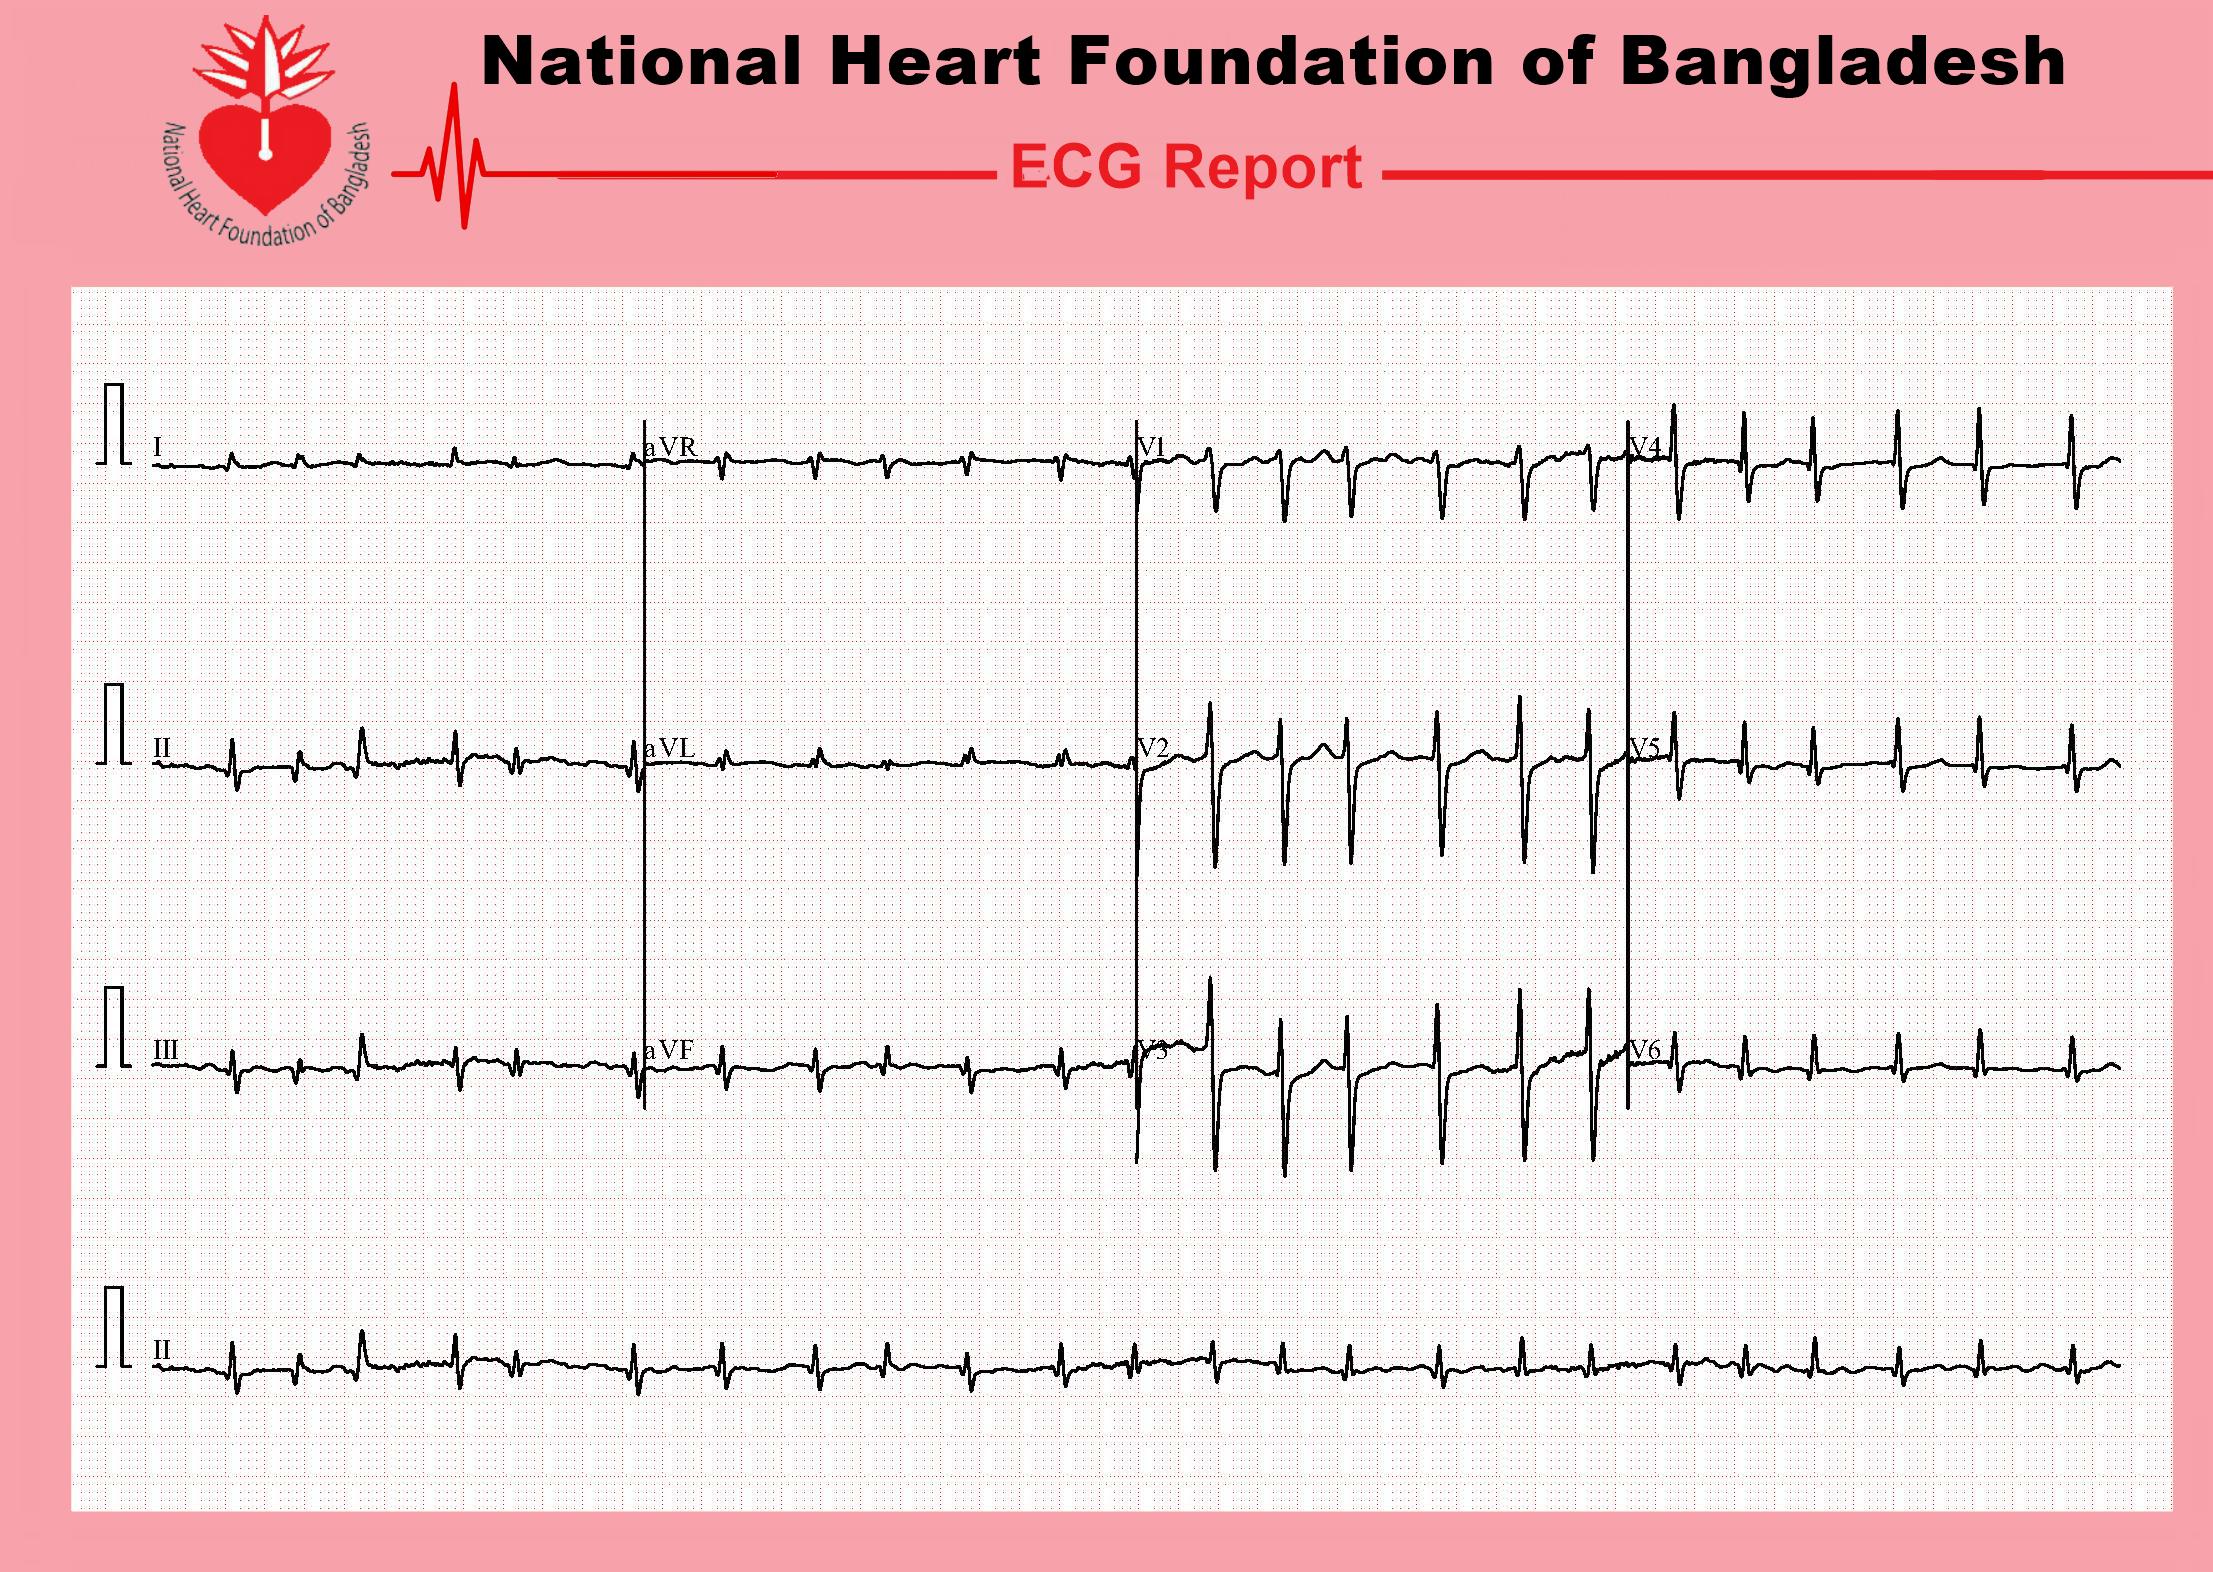 National Heart Foundation of Bangladesh
National Heart Foundation of Bangladesh
ECG Report
I
aVR
V1
V4
II
aVL
V2
V5
III
aVF
V3
V6
II